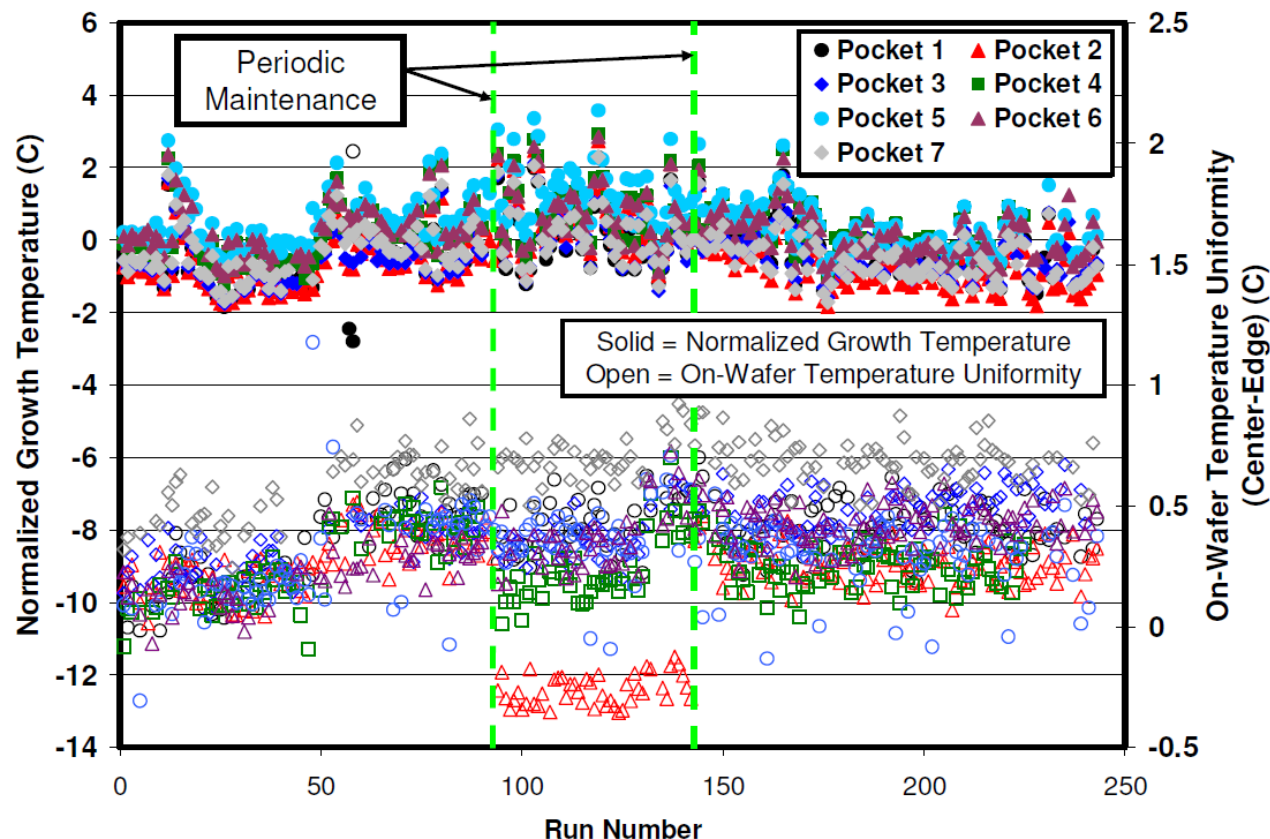 6
4
2
0
-2
-4
-6
-8
-10
-12
-14
Normalized Growth Temperature (C)
Periodic
Maintenance
Pocket 1
Pocket 2
Pocket 3
Pocket 4
Pocket 5
Pocket 6
Pocket 7
Solid = Normalized Growth Temperature
Open = On-Wafer Temperature Uniformity
2.5
2
1.5
1
0.5
0
-0.5
On-Wafer Temperature Uniformity
(Center-Edge) (C)
0
50
100
150
200
250
Run Number